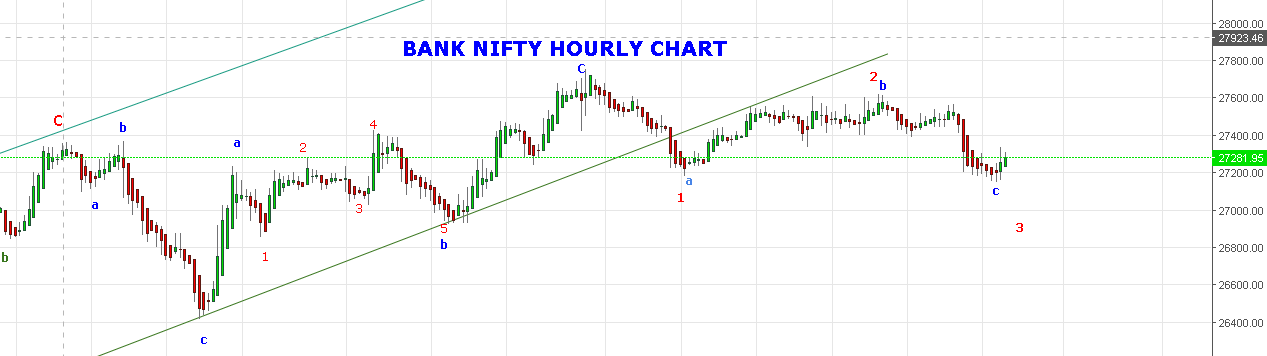 BANK NIFTY HOURLY CHART
C
b
a
b
c
a
1
2
3
4
5
b
C
1
a
2
b
c
3
28000.00
27923.46
27800.00
27600.00
27400.00
27281.95
27200.00
27000.00
26800.00
26600.00
26400.00